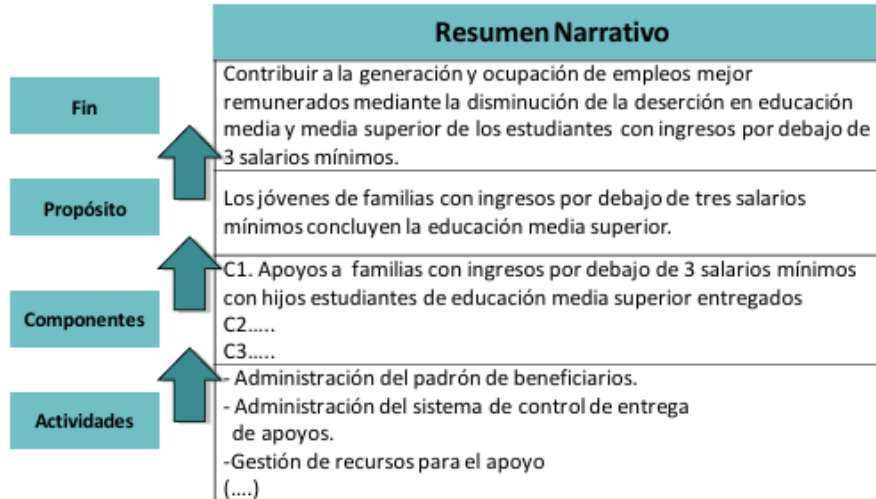 Resumen Narrativo
Fin
Contribuir a la generación y ocupación de empleos mejor
remunerados mediante la disminución de la deserción en educación
media y media superior de los estudiantes con ingresos por debajo de
3 salarios mínimos.
Propósito
Los jóvenes de familias con ingresos por debajo de tres salarios
mínimos concluyen la educación media superior.
Componentes
C1. Apoyos a familias con ingresos por debajo de 3 salarios mínimos
con hijos estudiantes de educación media superior entregados
C2.....
C3.....
Actividades
- Administración del padrón de beneficiarios.
- Administración del sistema de control de entrega
de apoyos.
-Gestión de recursos para el apoyo
(....)